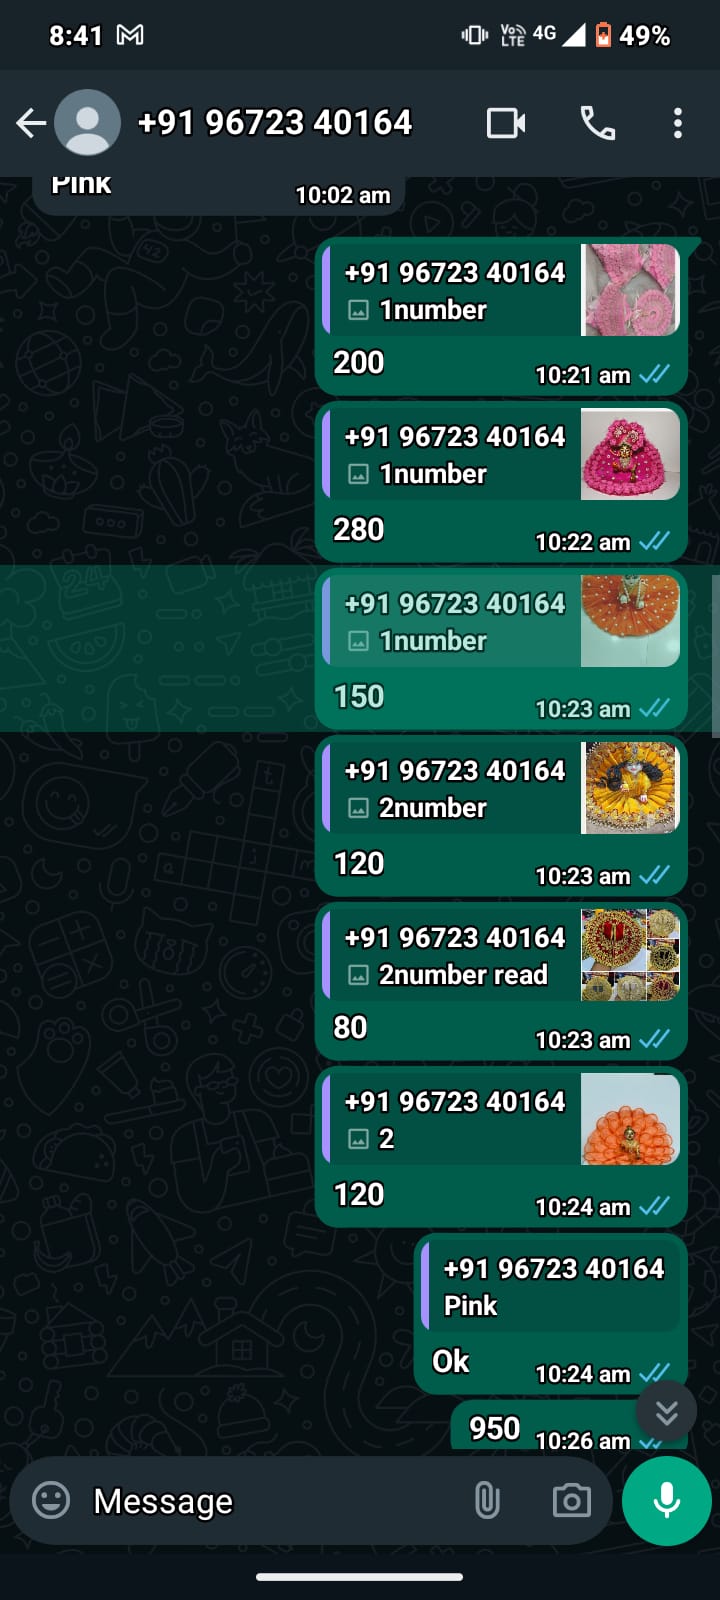 8:41
Vo LTE 4G 49%
+91 96723 40164
Pink
10:02 am
+91 96723 40164
1number
200
10:21 am
+91 96723 40164
1number
280
10:22 am
+91 96723 40164
1number
150
10:23 am
+91 96723 40164
2number
120
10:23 am
+91 96723 40164
2number read
80
10:23 am
+91 96723 40164
2
120
10:24 am
+91 96723 40164
Pink
Ok
10:24 am
950
10:26 am
Message